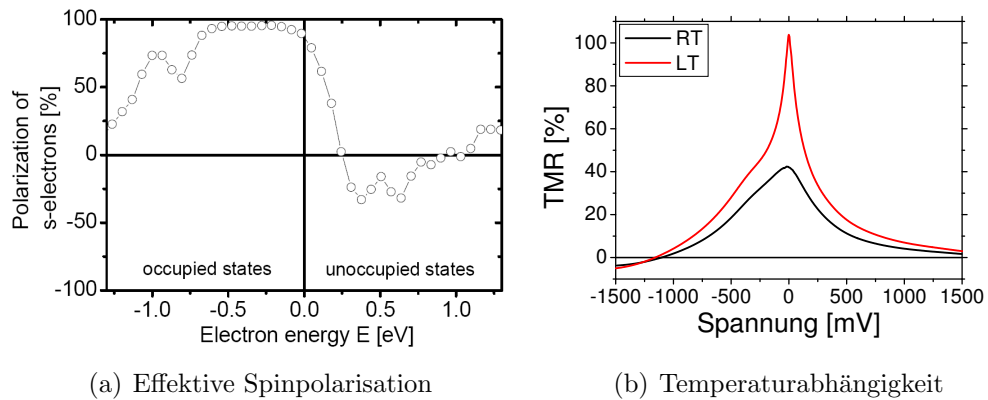 100
50
0
-50
-100
Polarization of
s-electrons [%]
occupied states
unoccupied states
-1.0
-0.5
0.0
0.5
1.0
Electron energy E [eV]
(a) Effektive Spinpolarisation
RT
LT
100
80
60
40
20
0
TMR [%]
-1500
-1000
-500
0
500
1000
1500
Spannung [mV]
(b) Temperaturabhängigkeit